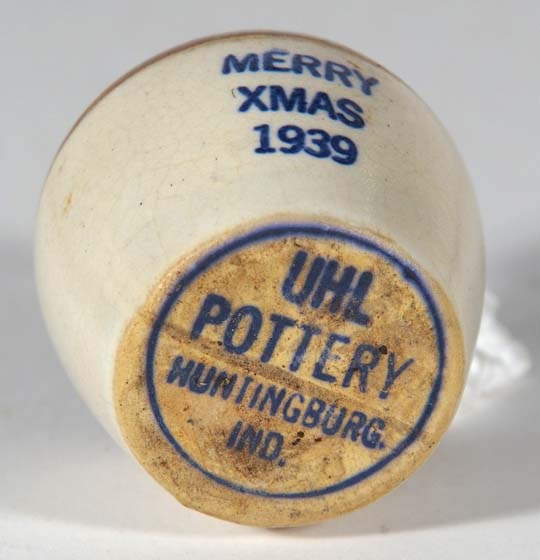 MERRY
XMAS
1939
UHL
POTTERY
HUNTINGBURG.
IND.